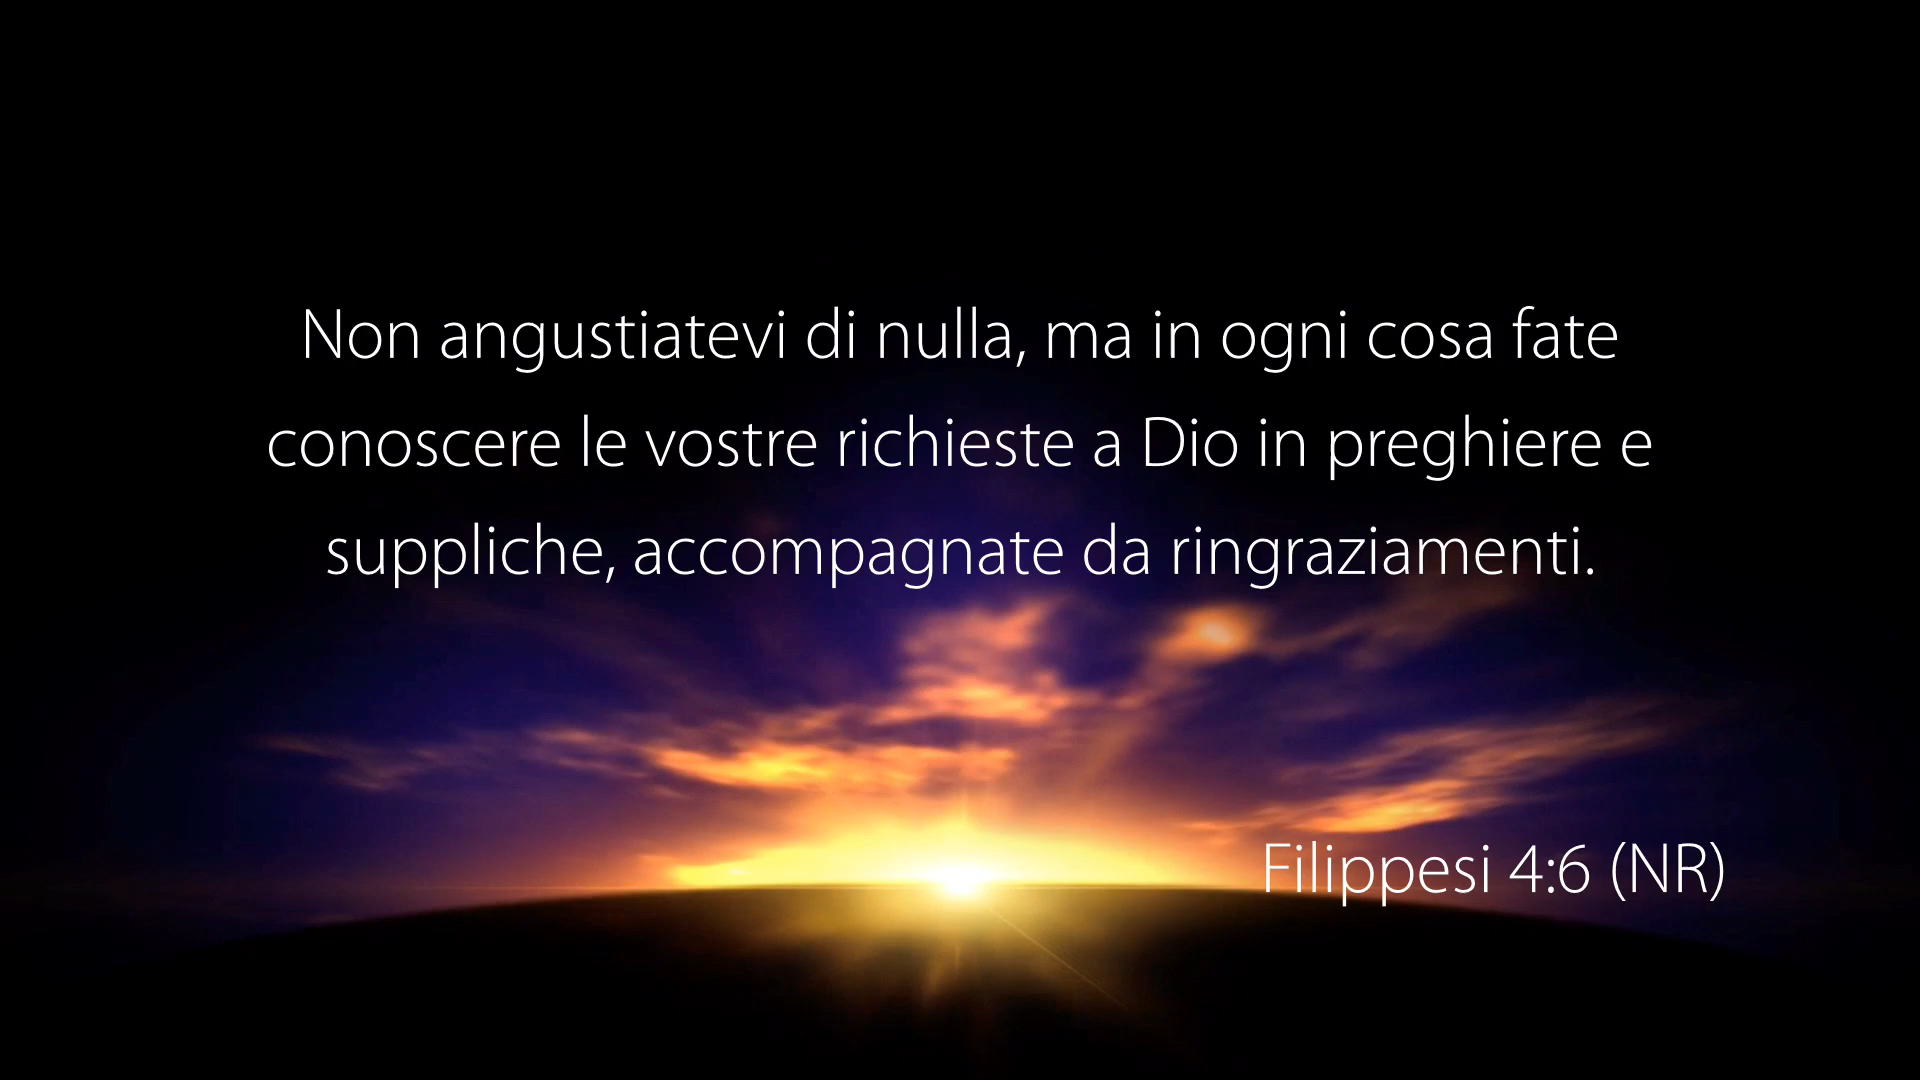 Non angustiatevi di nulla, ma in ogni cosa fate
conoscere le vostre richieste a Dio in preghiere e
suppliche, accompagnate da ringraziamenti.
Filippesi 4:6 (NR)